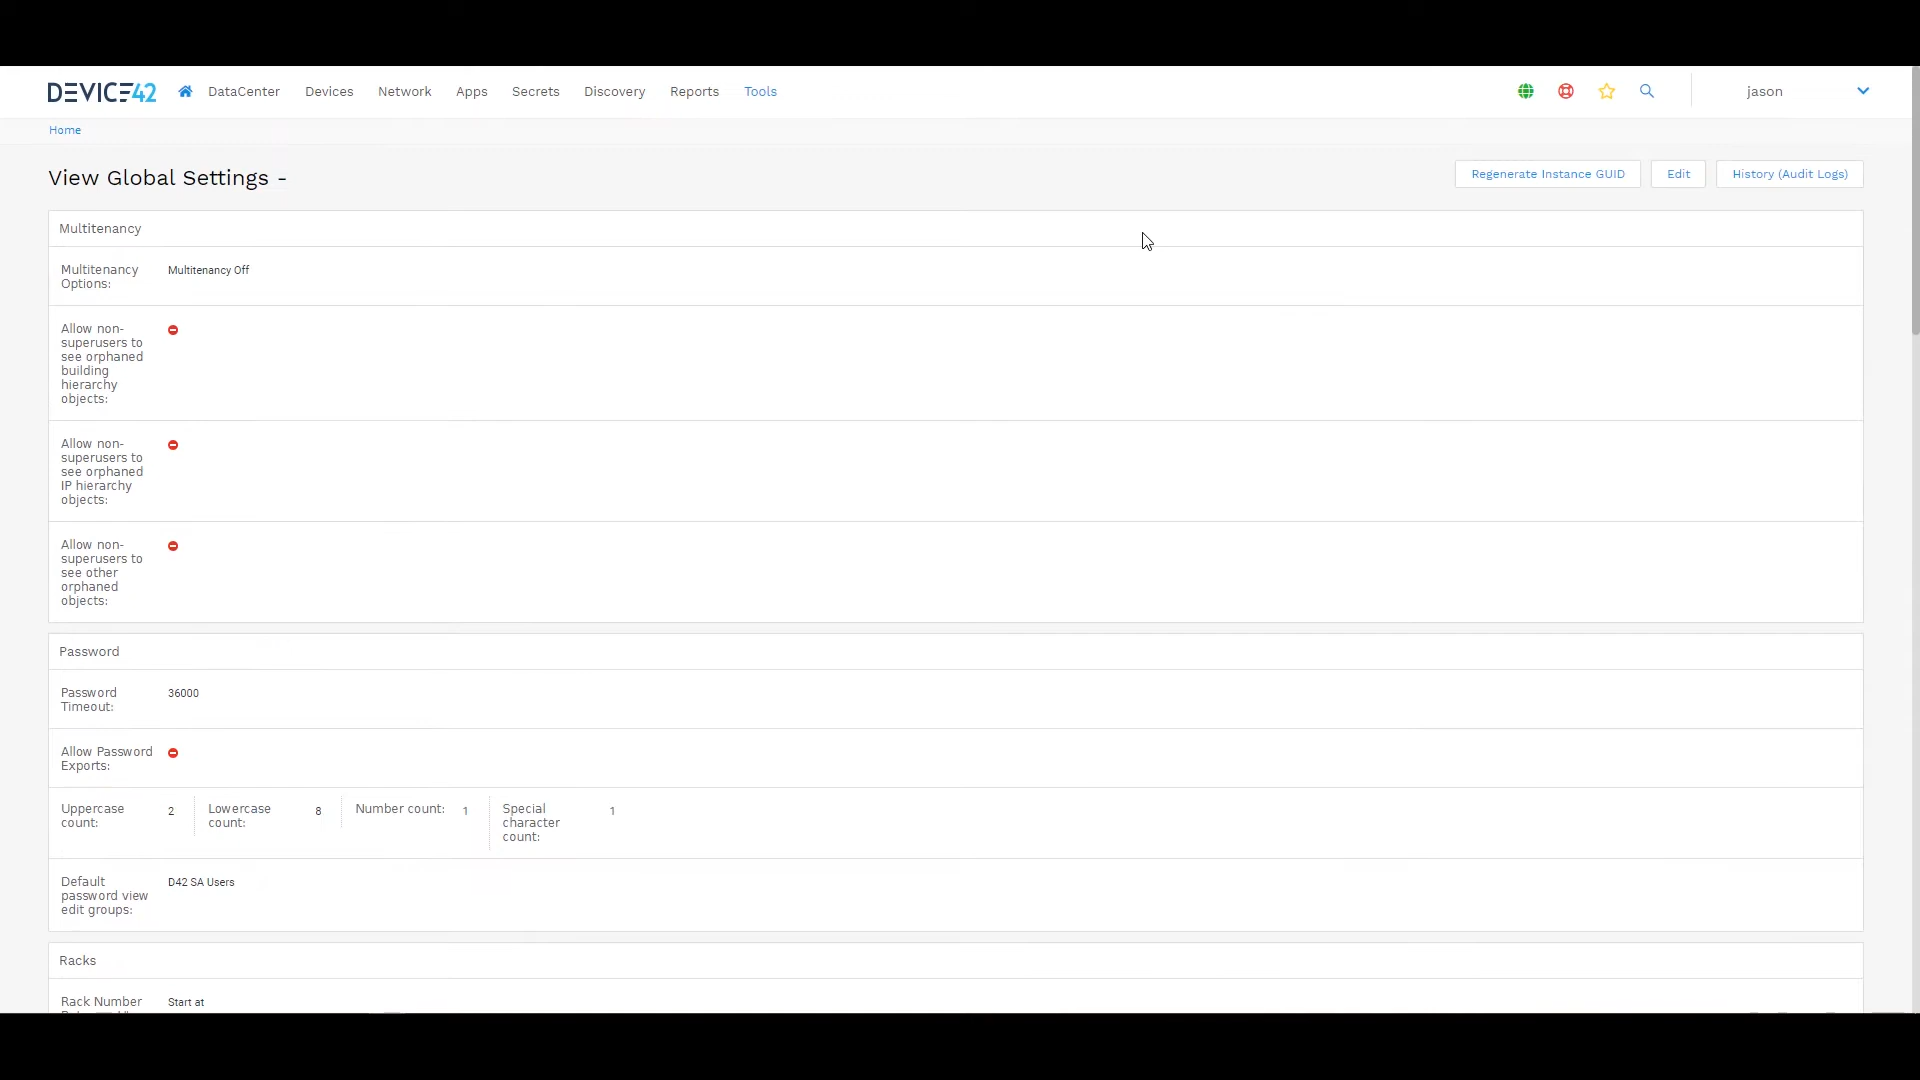 DEVICE42 DataCenter Devices Network Apps Secrets Discovery Reports Tools jason
Home
View Global Settings -
Regenerate Instance GUID Edit History (Audit Logs)
Multitenancy
Multitenancy
Options: Multitenancy Off
Allow non-
superusers to
see orphaned
building
hierarchy
objects:
Allow non-
superusers to
see orphaned
IP hierarchy
objects:
Allow non-
superusers to
see other
orphaned
objects:
Password
Password
Timeout: 36000
Allow Password
Exports:
Uppercase
count: 2
Lowercase
count: 8
Number count: 1
Special
character
count: 1
Default
password view
edit groups: D42 SA Users
Racks
Rack Number Start at